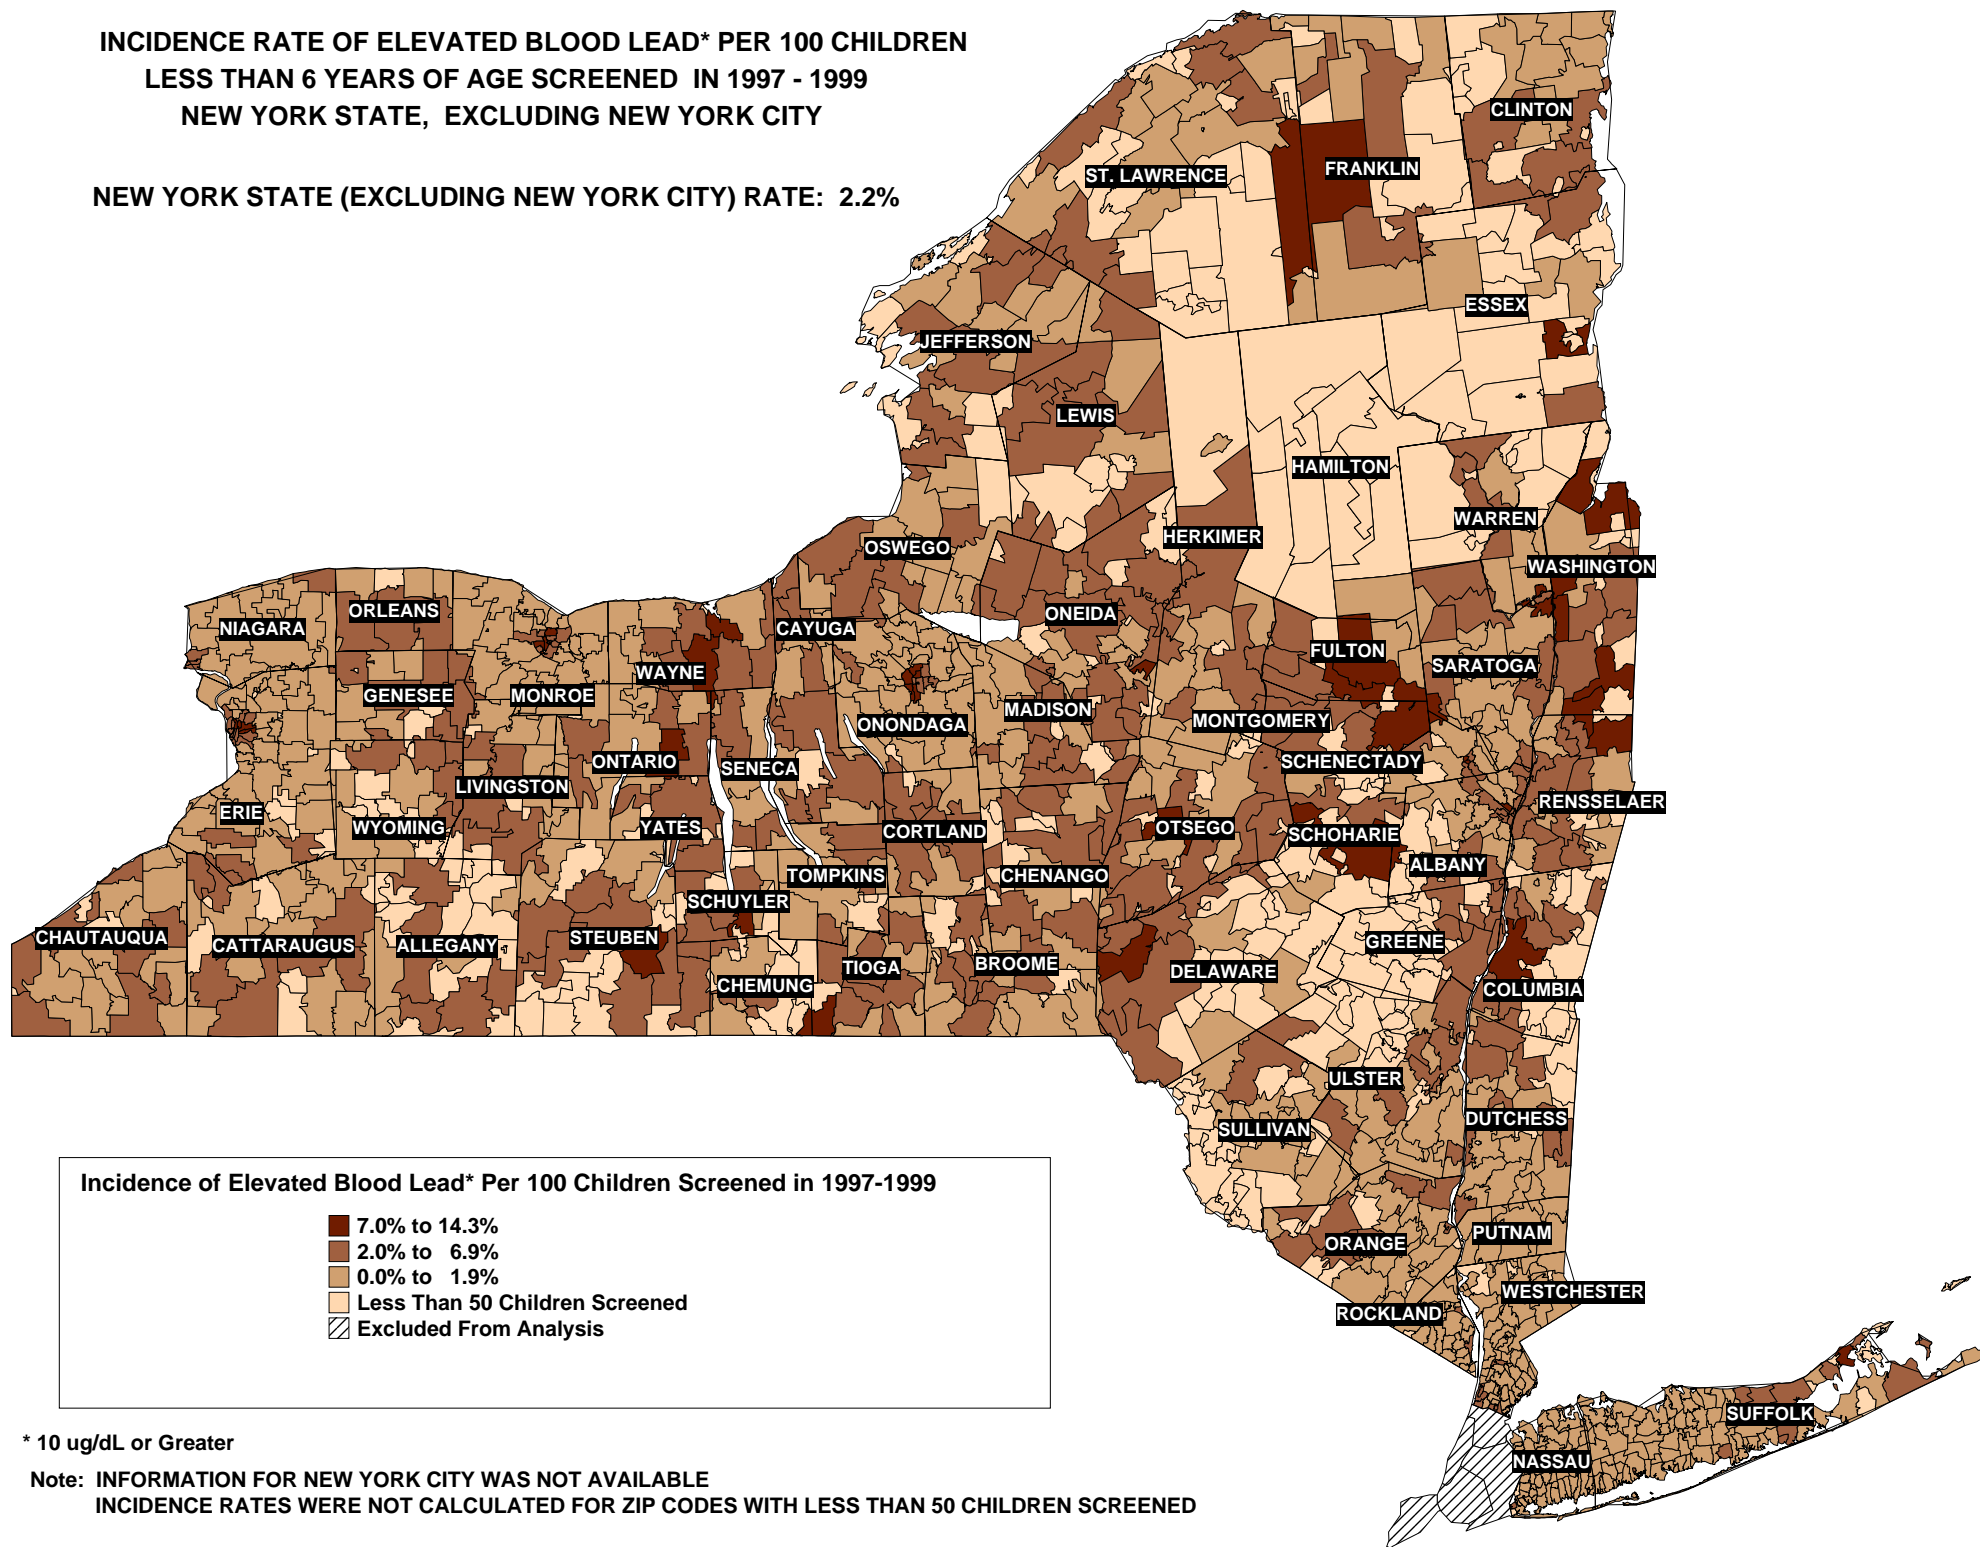 INCIDENCE RATE OF ELEVATED BLOOD LEAD* PER 100 CHILDREN
LESS THAN 6 YEARS OF AGE SCREENED IN 1997 - 1999
NEW YORK STATE, EXCLUDING NEW YORK CITY
NEW YORK STATE (EXCLUDING NEW YORK CITY) RATE: 2.2%
CLINTON
FRANKLIN
ST. LAWRENCE
ESSEX
JEFFERSON
LEWIS
HAMILTON
WARREN
HERKIMER
OSWEGO
WASHINGTON
ORLEANS
ONEIDA
NIAGARA
CAYUGA
FULTON
SARATOGA
WAYNE
GENESEE
MONROE
MADISON
MONTGOMERY
ONONDAGA
ONTARIO
SENECA
SCHENECTADY
LIVINGSTON
RENSSELAER
ERIE
WYOMING
YATES
CORTLAND
OTSEGO
SCHOHARIE
ALBANY
TOMPKINS
CHENANGO
SCHUYLER
CHAUTAUQUA
CATTARAUGUS
ALLEGANY
STEUBEN
GREENE
TIOGA
BROOME
DELAWARE
CHEMUNG
COLUMBIA
ULSTER
DUTCHESS
SULLIVAN
PUTNAM
ORANGE
WESTCHESTER
ROCKLAND
SUFFOLK
NASSAU
Incidence of Elevated Blood Lead* Per 100 Children Screened in 1997-1999
7.0% to 14.3%
2.0% to 6.9%
0.0% to 1.9%
Less Than 50 Children Screened
Excluded From Analysis
* 10 ug/dL or Greater
Note: INFORMATION FOR NEW YORK CITY WAS NOT AVAILABLE
INCIDENCE RATES WERE NOT CALCULATED FOR ZIP CODES WITH LESS THAN 50 CHILDREN SCREENED